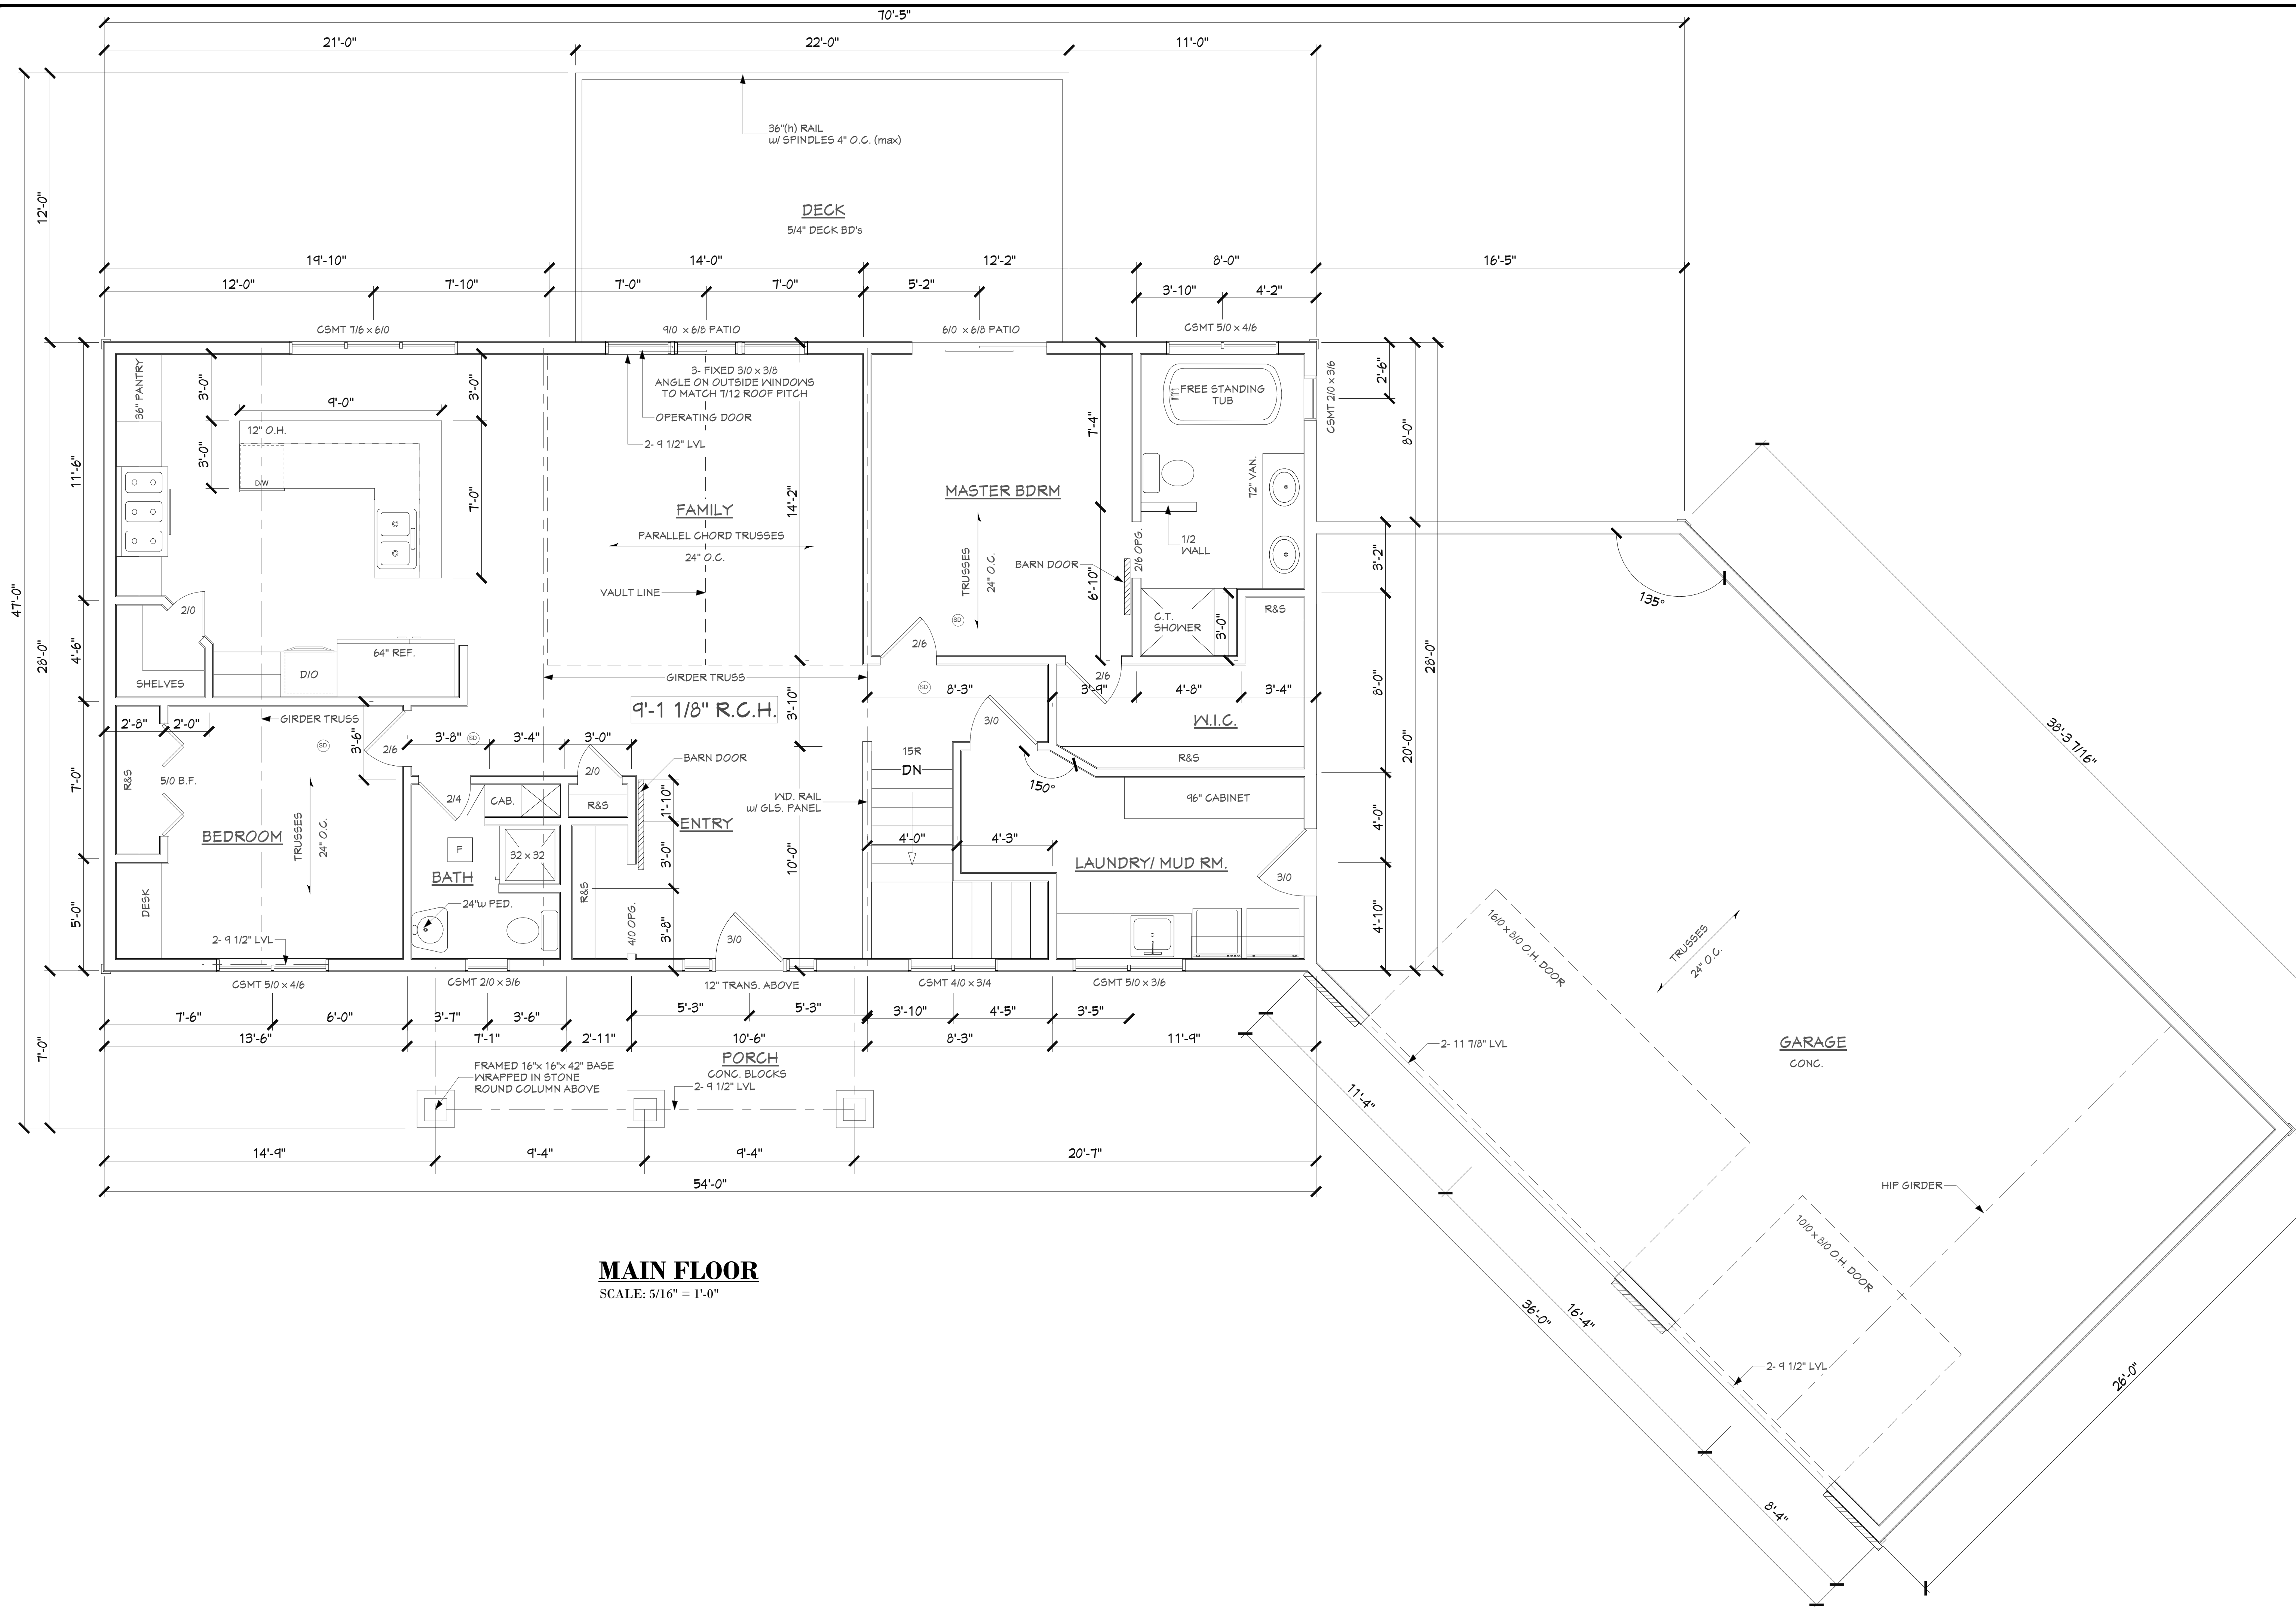 70'-5"
21'-0"
22'-0"
11'-0"
36"(h) RAIL
w/ SPINDLES 4" O.C. (max)
12'-0"
DECK
5/4" DECK BD's
19'-10"
14'-0"
12'-2"
8'-0"
16'-5"
12'-0"
7'-10"
7'-0"
7'-0"
5'-2"
3'-10"
4'-2"
CSMT 7/6 x 6/0
9/0 x 6/8 PATIO
6/0 x 6/8 PATIO
CSMT 5/0 x 4/6
36" PANTRY
3'-0"
9'-0"
3'-0"
12" O.H.
3'-0"
D/W
7'-0"
3- FIXED 3/0 x 3/8
ANGLE ON OUTSIDE WINDOWS
TO MATCH 7/12 ROOF PITCH
OPERATING DOOR
2- 9 1/2" LVL
FAMILY
PARALLEL CHORD TRUSSES
24" O.C.
VAULT LINE
14'-2"
MASTER BDRM
TRUSSES
24" O.C.
7'-4"
6'-10"
BARN DOOR
2/6 OPG.
FREE STANDING
TUB
72" VAN.
1/2
WALL
C.T.
SHOWER
3'-0"
R&S
CSMT 2/0 x 3/6
2'-6"
8'-0"
3'-2"
8'-0"
4'-0"
4'-10"
20'-0"
28'-0"
135°
38'-3 7/16"
47'-0"
28'-0"
11'-6"
4'-6"
7'-0"
5'-0"
7'-0"
2/0
SHELVES
D/O
64" REF.
2/6
SD
GIRDER TRUSS
SD
8'-3"
3'-9"
2/6
4'-8"
3'-4"
9'-1 1/8" R.C.H.
3'-10"
2'-8"
2'-0"
GIRDER TRUSS
SD
3'-6"
2/6
3'-8"
SD
3'-4"
3'-0"
3/0
W.I.C.
R&S
R&S
5/0 B.F.
BEDROOM
TRUSSES
24" O.C.
DESK
2- 9 1/2" LVL
2/4
CAB.
2/0
R&S
BARN DOOR
1'-10"
ENTRY
WD. RAIL
w/ GLS. PANEL
15R
DN
150°
96" CABINET
F
32 x 32
BATH
24"w PED.
R&S
3'-0"
4/0 OPG.
3'-8"
10'-0"
3/0
4'-0"
4'-3"
LAUNDRY/ MUD RM.
3/0
16/0 x 8/0 O.H. DOOR
TRUSSES
24" O.C.
GARAGE
CONC.
CSMT 5/0 x 4/6
CSMT 2/0 x 3/6
12" TRANS. ABOVE
CSMT 4/0 x 3/4
CSMT 5/0 x 3/6
7'-6"
6'-0"
3'-7"
3'-6"
5'-3"
5'-3"
3'-10"
4'-5"
3'-5"
13'-6"
7'-1"
2'-11"
10'-6"
8'-3"
11'-9"
FRAMED 16"x 16"x 42" BASE
WRAPPED IN STONE
ROUND COLUMN ABOVE
PORCH
CONC. BLOCKS
2- 9 1/2" LVL
2- 11 7/8" LVL
11'-4"
14'-9"
9'-4"
9'-4"
20'-7"
54'-0"
HIP GIRDER
10/0 x 8/0 O.H. DOOR
36'-0"
16'-4"
2- 9 1/2" LVL
26'-0"
8'-4"
MAIN FLOOR
SCALE: 5/16" = 1'-0"